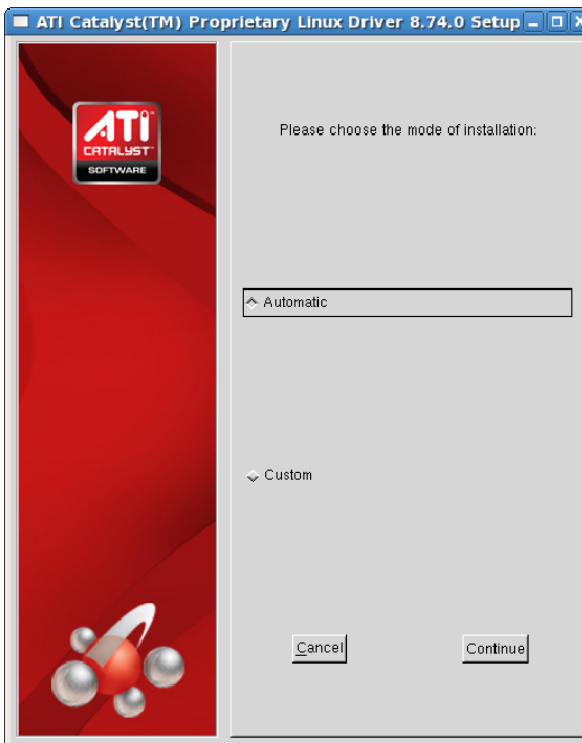 ATI Catalyst(TM) Proprietary Linux Driver 8.74.0 Setup
ATI
CATALYST™
SOFTWARE
Please choose the mode of installation:
Automatic
Custom
Cancel
Continue